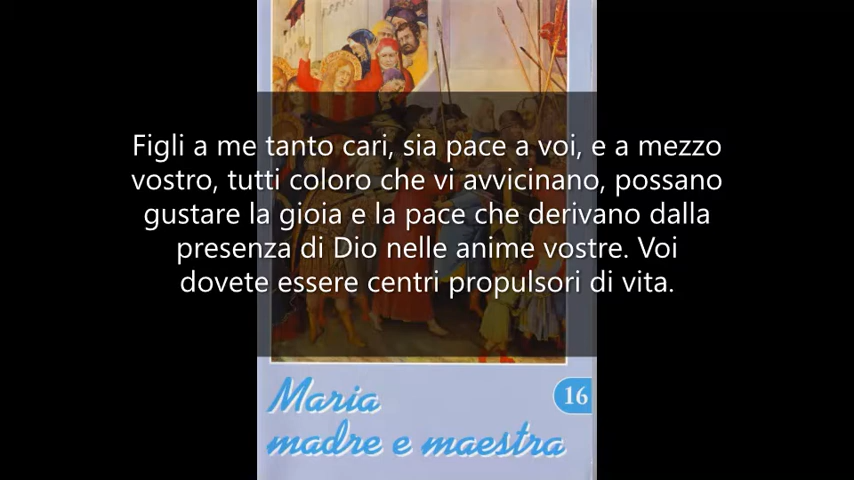 Figli a me tanto cari, sia pace a voi, e a mezzo
vostro, tutti coloro che vi avvicinano, possano
gustare la gioia e la pace che derivano dalla
presenza di Dio nelle anime vostre. Voi
dovete essere centri propulsori di vita.
Maria
16
madre e maestra